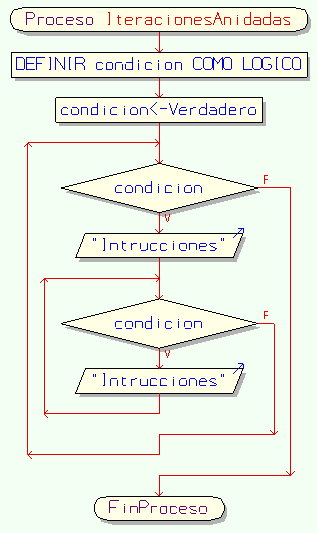 Proceso IteracionesAnidadas
DEFINIR condicion COMO LOGICO
condicion<-Verdadero
condicion
F
V
"Intrucciones"
condicion
F
V
"Intrucciones"
FinProceso